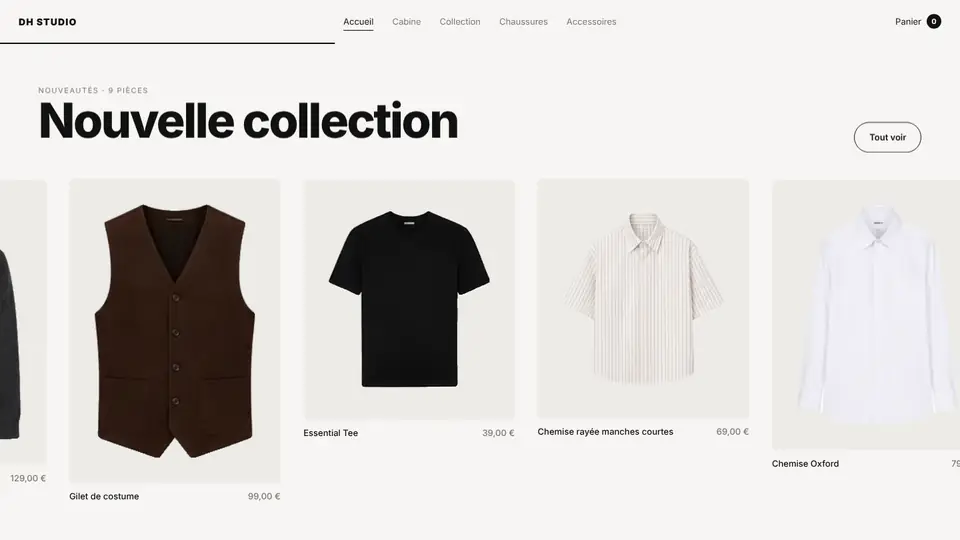 DH STUDIO
Accueil Cabine Collection Chaussures Accessoires
Panier 0
NOUVEAUTÉS - 9 PIÈCES
Nouvelle collection
Tout voir
129,00 €
Gilet de costume 99,00 €
Essential Tee 39,00 €
Chemise rayée manches courtes 69,00 €
Chemise Oxford 79